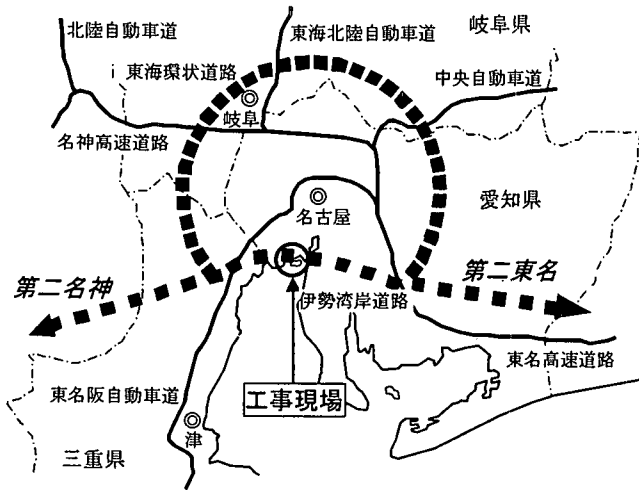 北陸自動車道
東海北陸自動車道
岐阜県
東海環状道路
中央自動車道
岐阜
名神高速道路
愛知県
名古屋
第二名神
第二東名
伊勢湾岸道路
東名高速道路
東名阪自動車道
工事現場
津
三重県